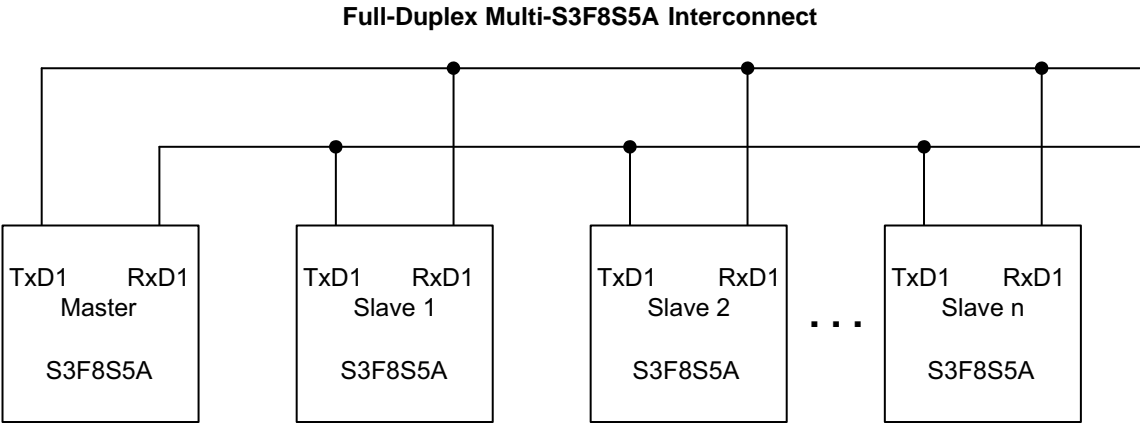 Full-Duplex Multi-S3F8S5A Interconnect
TxD1 RxD1
Master
S3F8S5A
TxD1 RxD1
Slave 1
S3F8S5A
TxD1 RxD1
Slave 2
S3F8S5A
. . .
TxD1 RxD1
Slave n
S3F8S5A